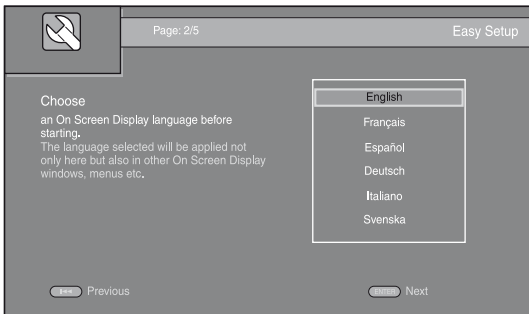 Page: 2/5
Easy Setup
Choose
an On Screen Display language before
starting.
The language selected will be applied not
only here but also in other On Screen Display
windows, menus etc.
English
Français
Español
Deutsch
Italiano
Svenska
Previous
ENTER Next